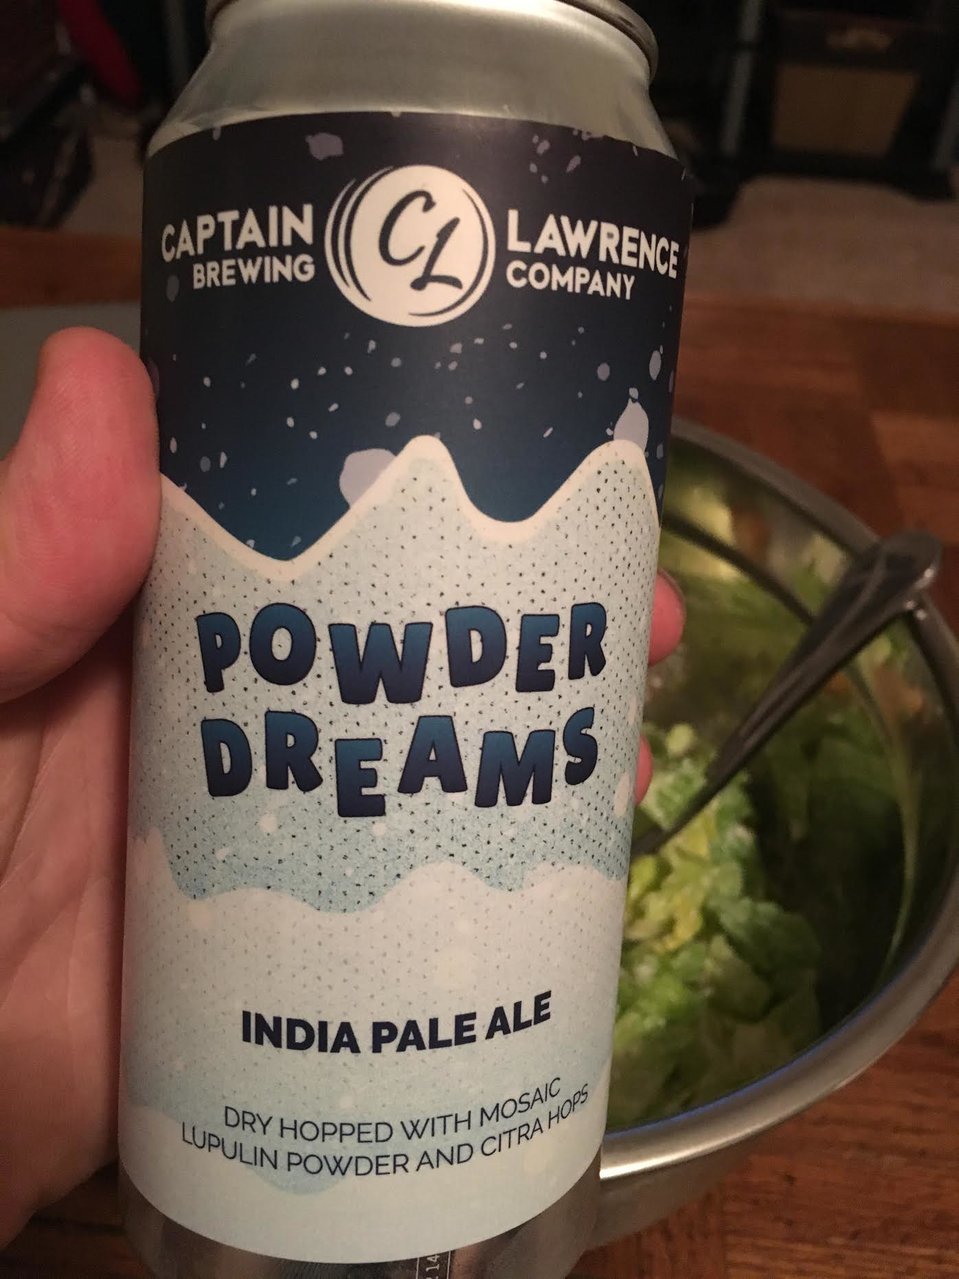 CAPTAIN LAWRENCE
BREWING COMPANY
CL
POWDER
DREAMS
INDIA PALE ALE
DRY HOPPED WITH MOSAIC
LUPULIN POWDER AND CITRA HOPS